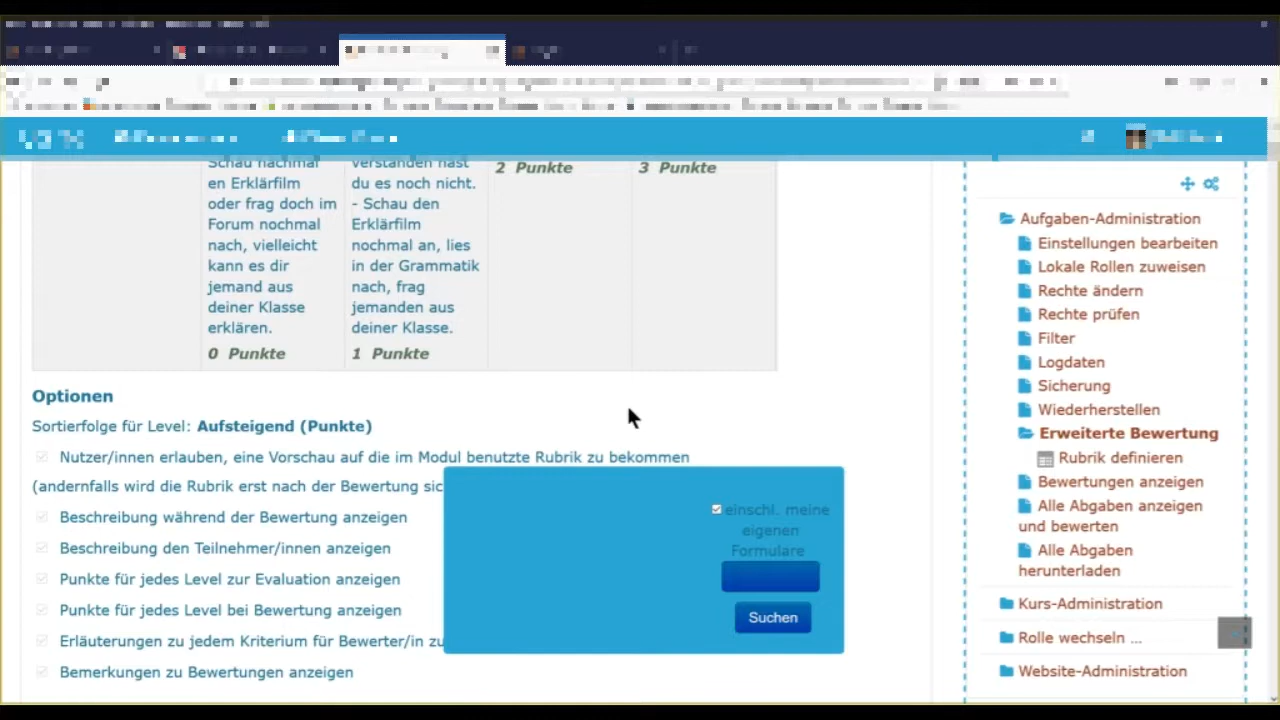 Schau nachmal
en Erklärfilm
oder frag doch im
Forum nochmal
nach, vielleicht
kann es dir
jemand aus
deiner Klasse
erklären.
0 Punkte
verstanden hast
du es noch nicht.
- Schau den
Erklärfilm
nochmal an, lies
in der Grammatik
nach, frag
jemanden aus
deiner Klasse.
1 Punkte
2 Punkte
3 Punkte
Optionen
Sortierfolge für Level: Aufsteigend (Punkte)
Nutzer/innen erlauben, eine Vorschau auf die im Modul benutzte Rubrik zu bekommen
(andernfalls wird die Rubrik erst nach der Bewertung sic
Beschreibung während der Bewertung anzeigen
Beschreibung den Teilnehmer/innen anzeigen
Punkte für jedes Level zur Evaluation anzeigen
Punkte für jedes Level bei Bewertung anzeigen
Erläuterungen zu jedem Kriterium für Bewerter/in zu
Bemerkungen zu Bewertungen anzeigen
einschl. meine
eigenen
Formulare
Suchen
Aufgaben-Administration
Einstellungen bearbeiten
Lokale Rollen zuweisen
Rechte ändern
Rechte prüfen
Filter
Logdaten
Sicherung
Wiederherstellen
Erweiterte Bewertung
Rubrik definieren
Bewertungen anzeigen
Alle Abgaben anzeigen
und bewerten
Alle Abgaben
herunterladen
Kurs-Administration
Rolle wechseln ...
Website-Administration